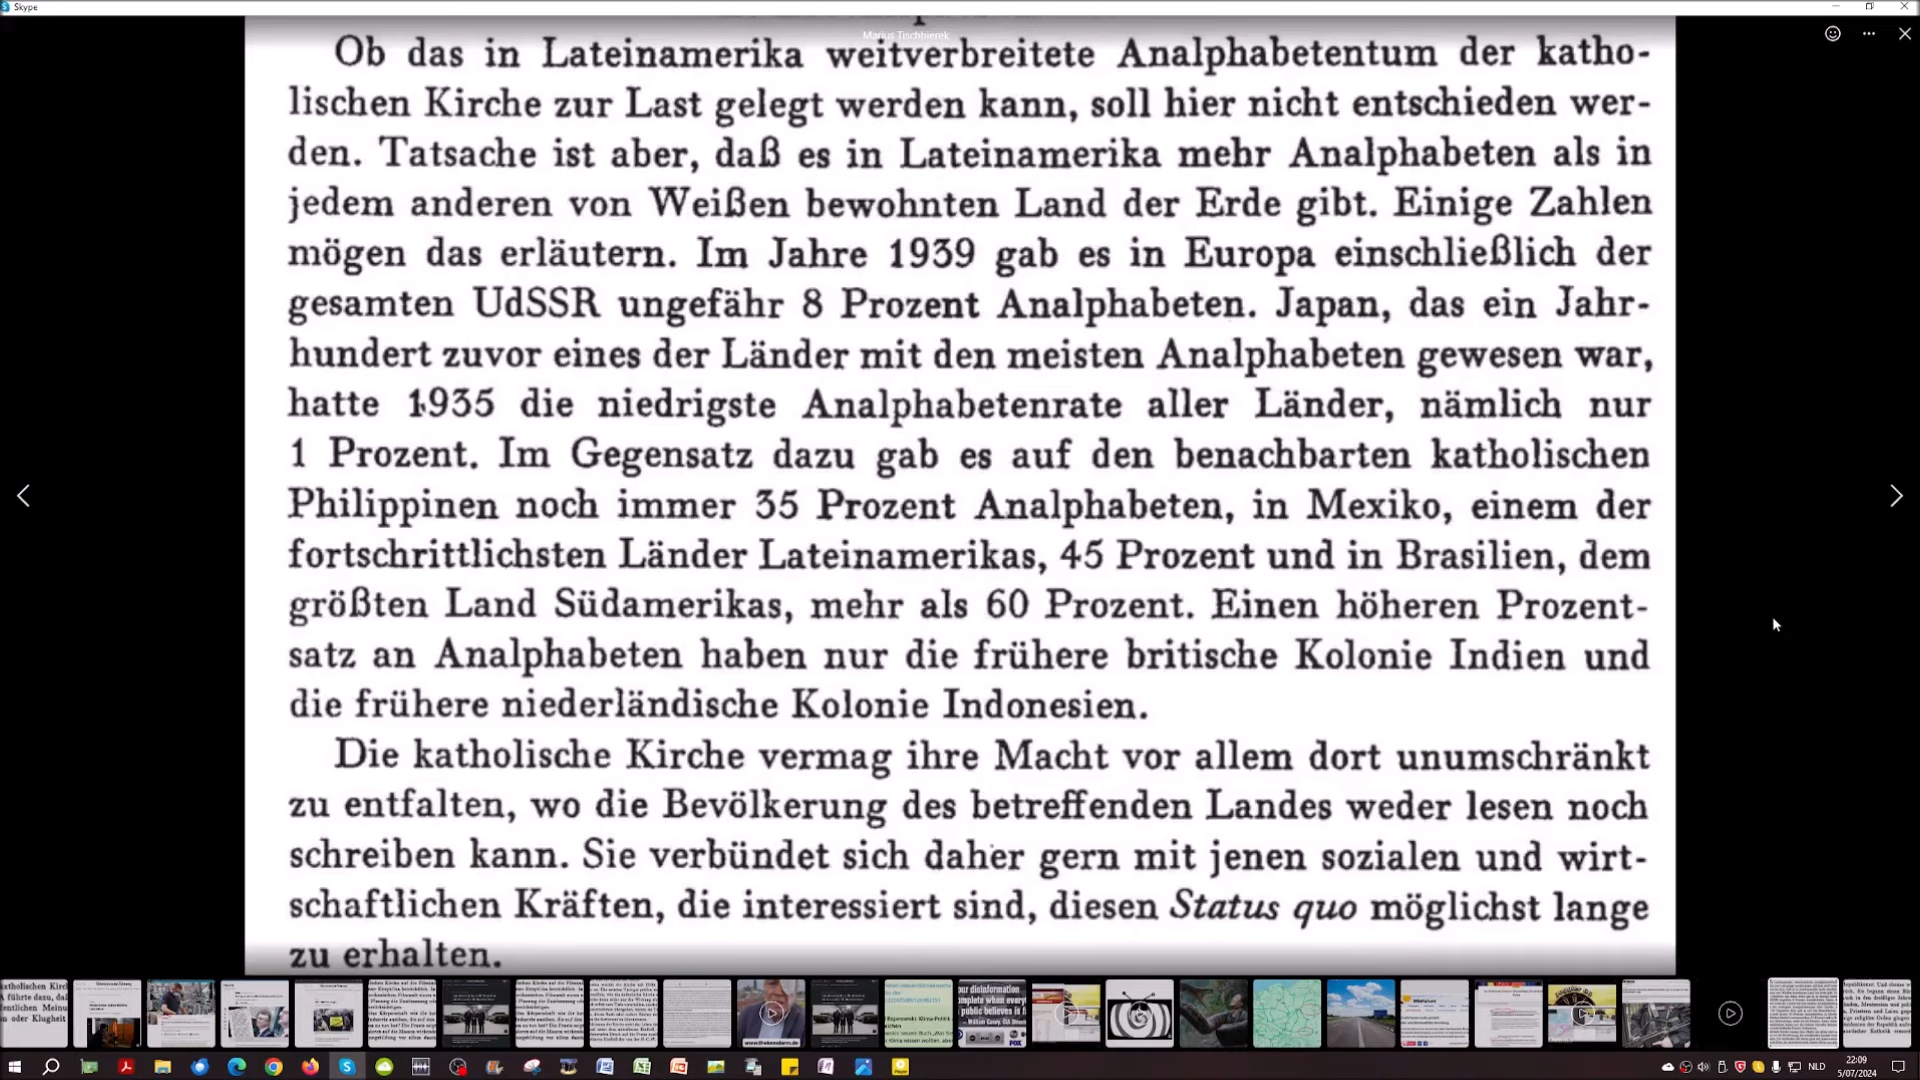 Skype
Marius Tischbierek
Ob das in Lateinamerika weitverbreitete Analphabetentum der katho-
lischen Kirche zur Last gelegt werden kann, soll hier nicht entschieden wer-
den. Tatsache ist aber, daß es in Lateinamerika mehr Analphabeten als in
jedem anderen von Weißen bewohnten Land der Erde gibt. Einige Zahlen
mögen das erläutern. Im Jahre 1939 gab es in Europa einschließlich der
gesamten UdSSR ungefähr 8 Prozent Analphabeten. Japan, das ein Jahr-
hundert zuvor eines der Länder mit den meisten Analphabeten gewesen war,
hatte 1935 die niedrigste Analphabetenrate aller Länder, nämlich nur
1 Prozent. Im Gegensatz dazu gab es auf den benachbarten katholischen
Philippinen noch immer 35 Prozent Analphabeten, in Mexiko, einem der
fortschrittlichsten Länder Lateinamerikas, 45 Prozent und in Brasilien, dem
größten Land Südamerikas, mehr als 60 Prozent. Einen höheren Prozent-
satz an Analphabeten haben nur die frühere britische Kolonie Indien und
die frühere niederländische Kolonie Indonesien.
Die katholische Kirche vermag ihre Macht vor allem dort unumschränkt
zu entfalten, wo die Bevölkerung des betreffenden Landes weder lesen noch
schreiben kann. Sie verbündet sich daher gern mit jenen sozialen und wirt-
schaftlichen Kräften, die interessiert sind, diesen Status quo möglichst lange
zu erhalten.
NLD
22:09
5/07/2024